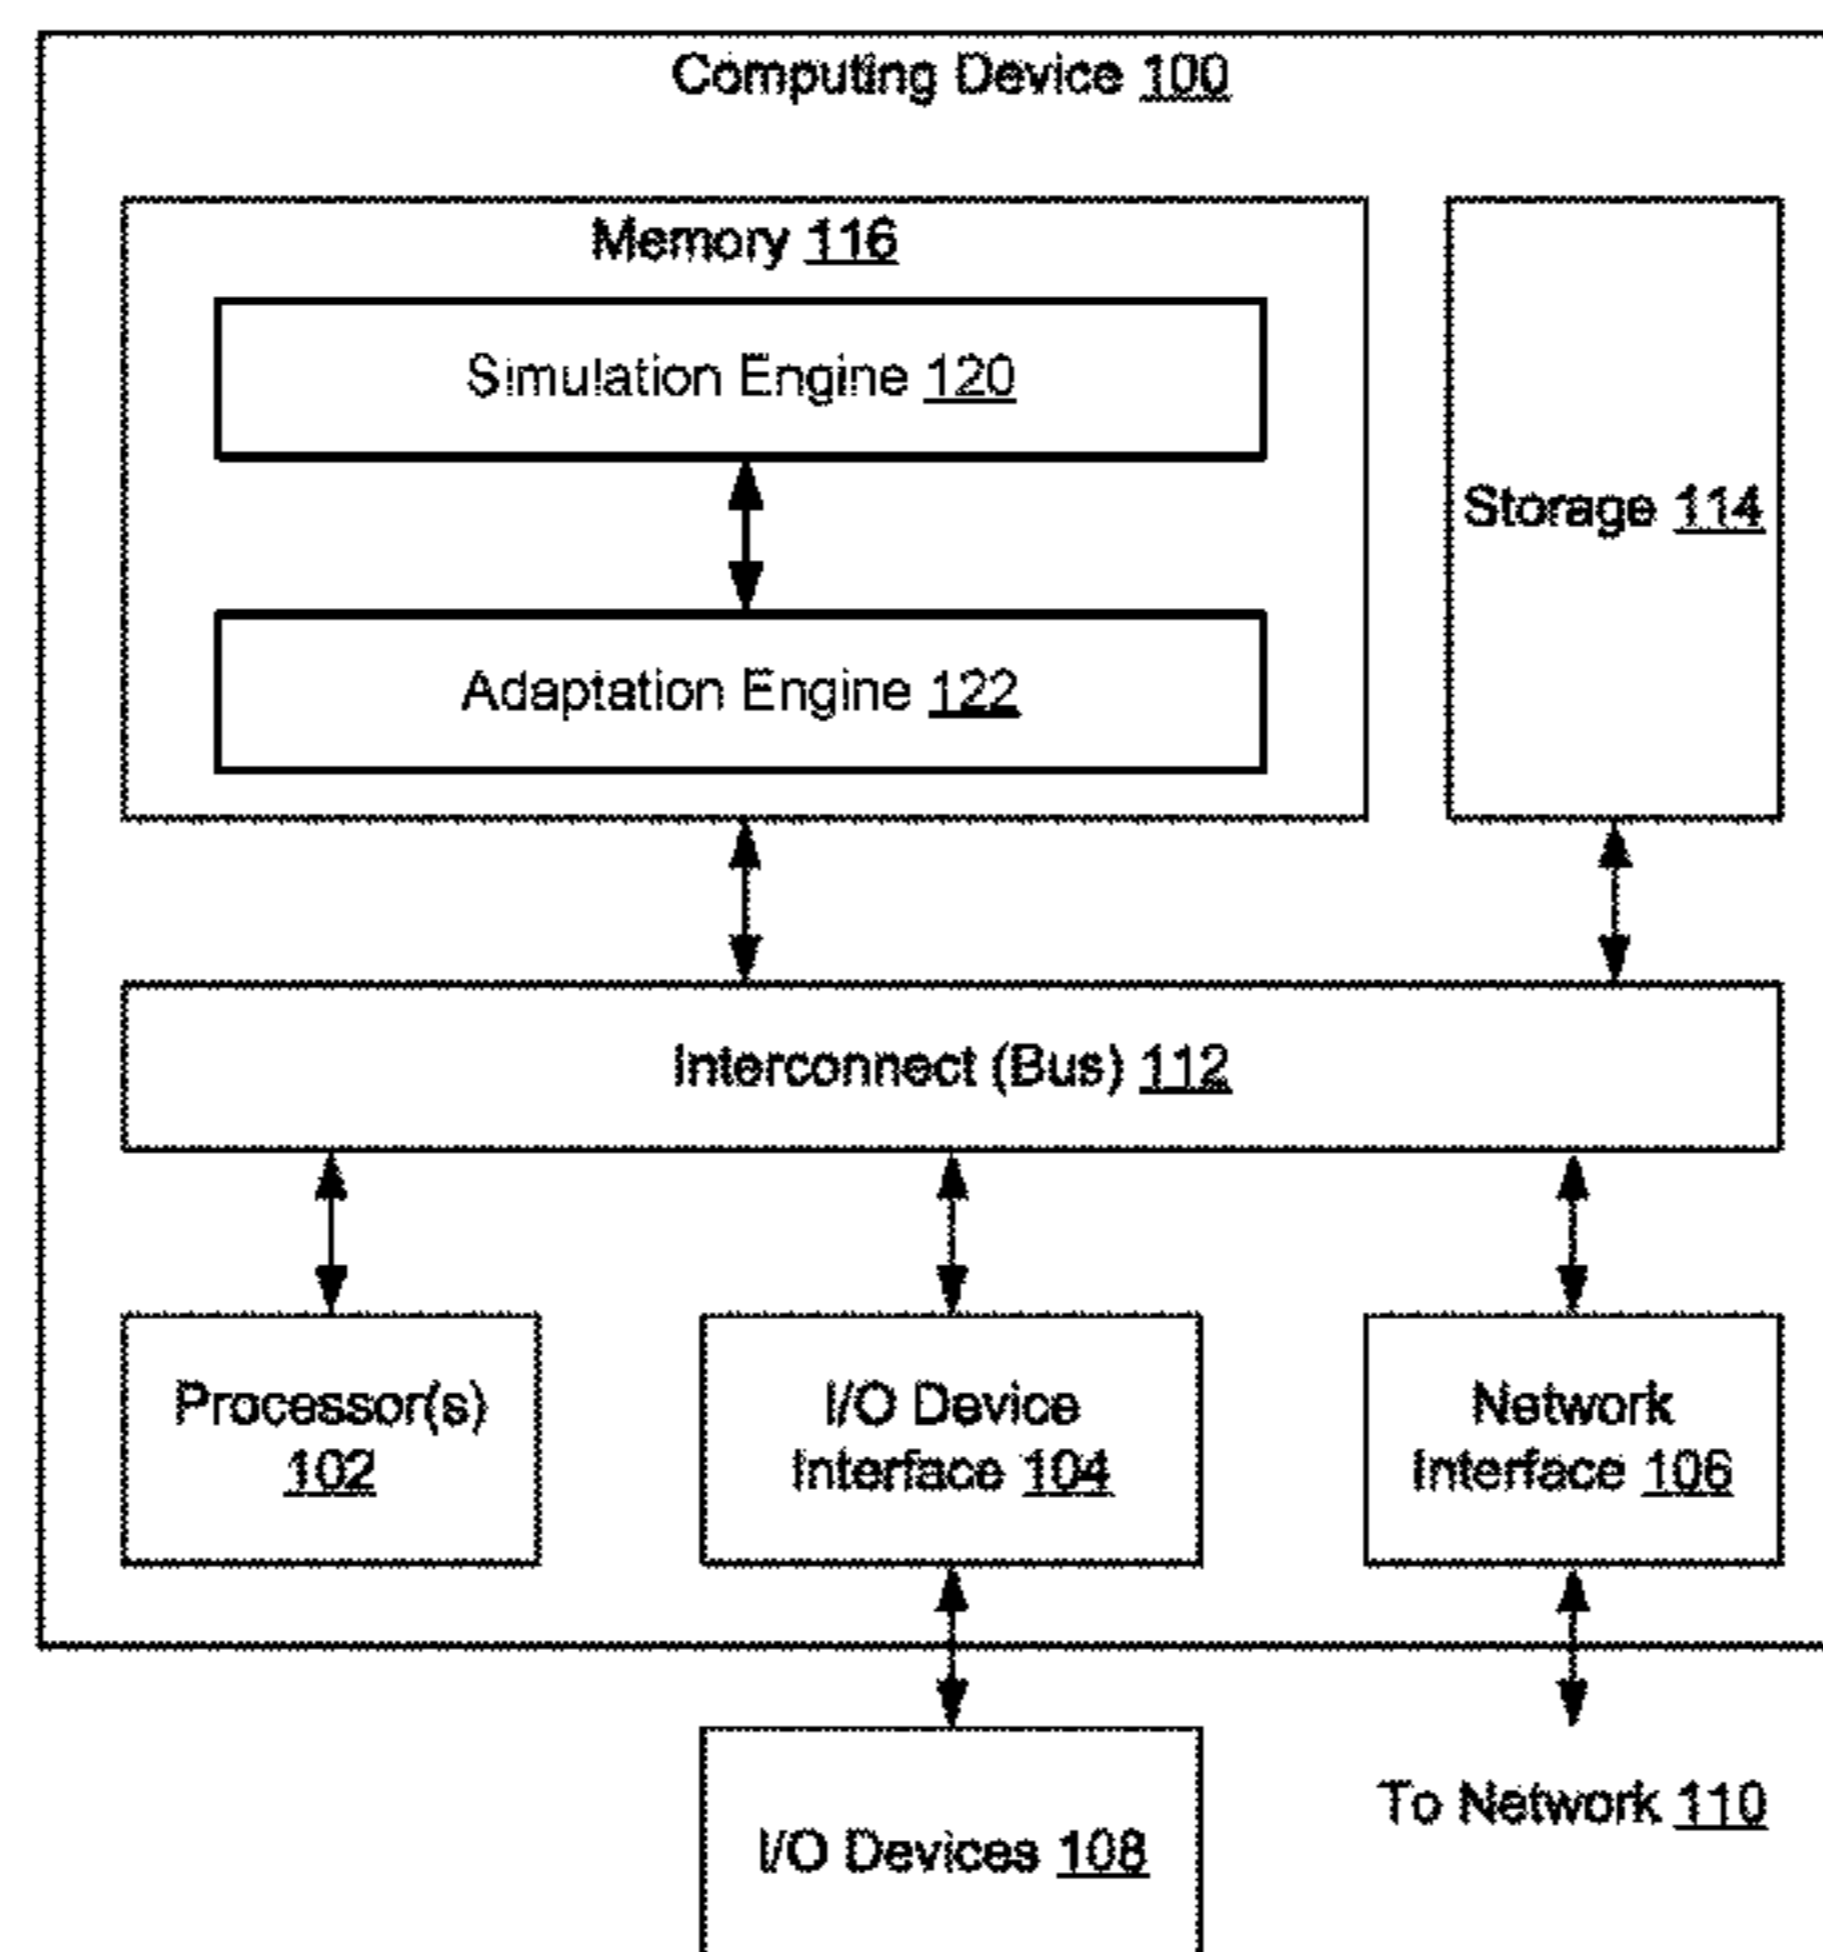 Computing Device 100
Memory 116
Simulation Engine 120
Storage 114
Adaptation Engine 122
Interconnect (Bus) 112
Processor(s)
102
I/O Device
Interface 104
Network
Interface 106
To Network 110
I/O Devices 108